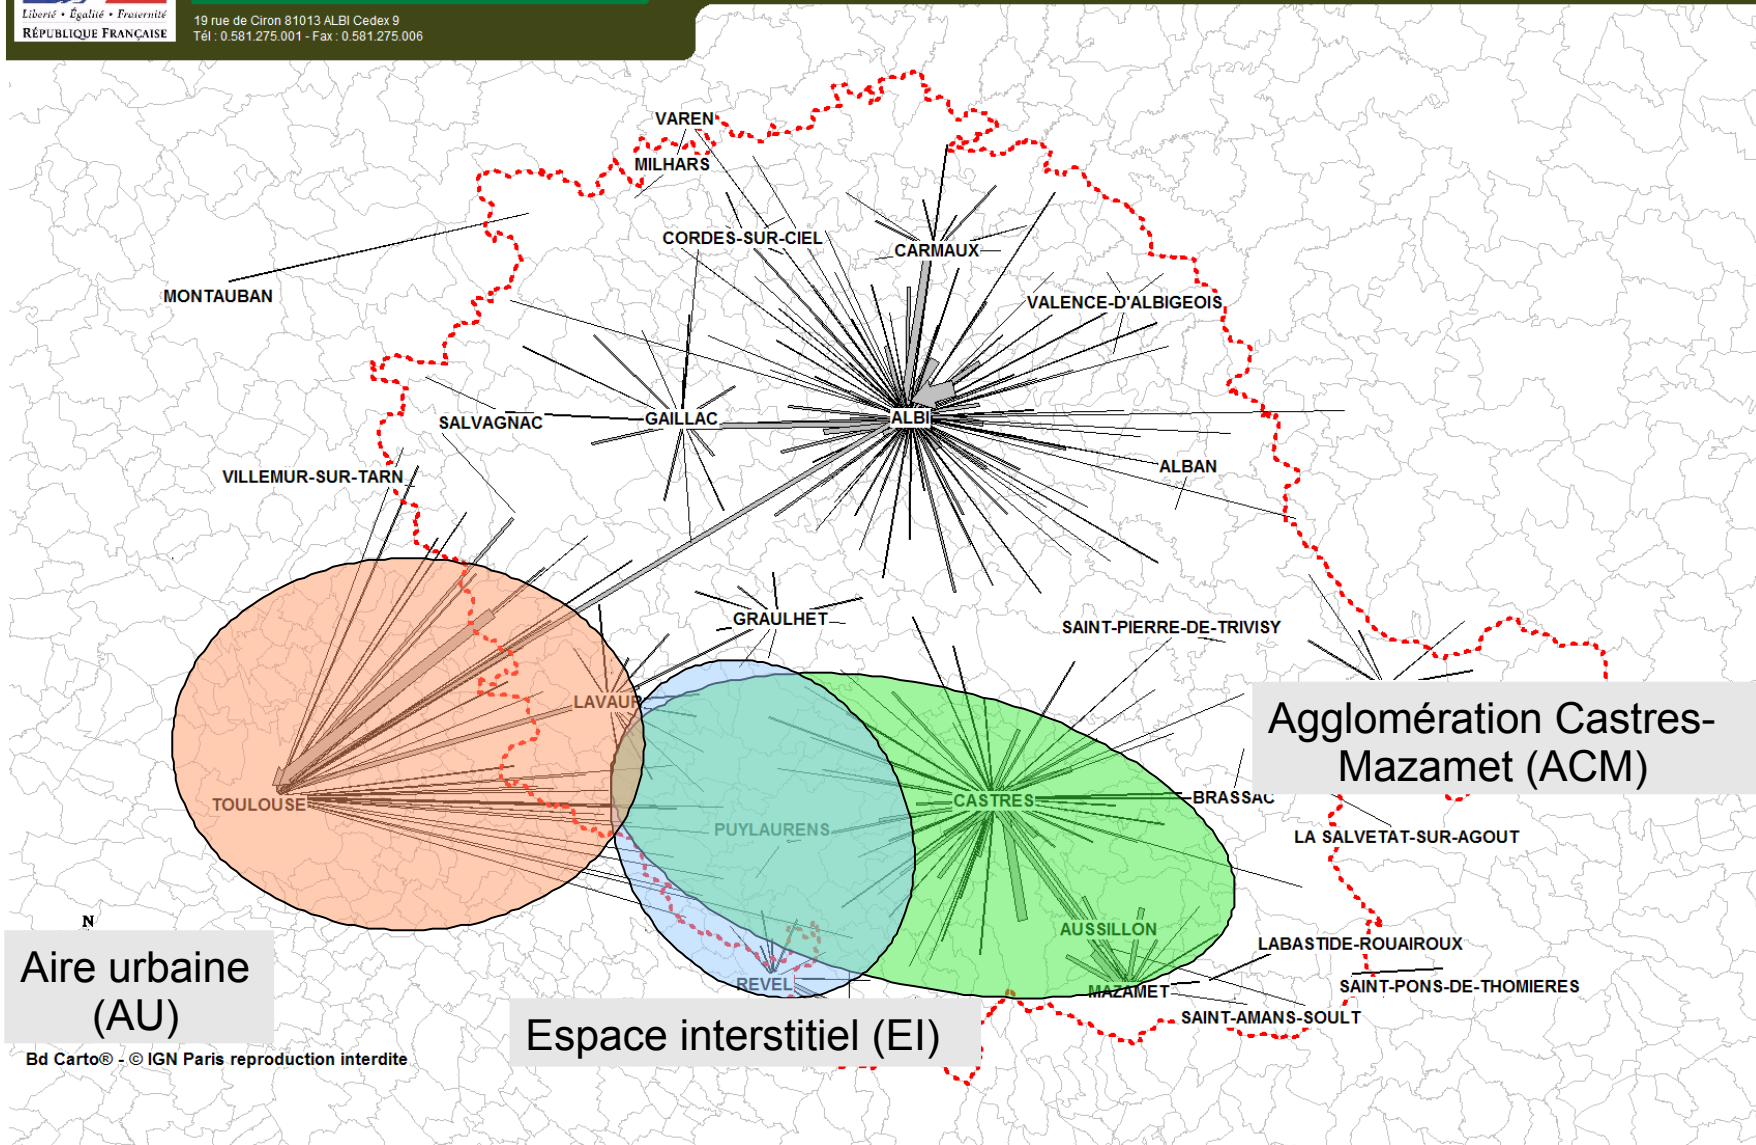 Liberté • Égalité • Fraternité
RÉPUBLIQUE FRANÇAISE
19 rue de Ciron 81013 ALBI Cedex 9
Tél : 0.581.275.001 - Fax : 0.581.275.006
VAREN
MILHARS
CORDES-SUR-CIEL
CARMAUX
MONTAUBAN
VALENCE-D'ALBIGEOIS
SALVAGNAC
GAILLAC
ALBI
VILLEMUR-SUR-TARN
ALBAN
GRAULHET
SAINT-PIERRE-DE-TRIVISY
LAVAUR
Agglomération Castres-
Mazamet (ACM)
TOULOUSE
CASTRES
BRASSAC
PUYLAURENS
LA SALVETAT-SUR-AGOUT
N
AUSSILLON
LABASTIDE-ROUAIROUX
Aire urbaine
(AU)
REVEL
MAZAMET
SAINT-PONS-DE-THOMIERES
SAINT-AMANS-SOULT
Espace interstitiel (EI)
Bd Carto® - © IGN Paris reproduction interdite